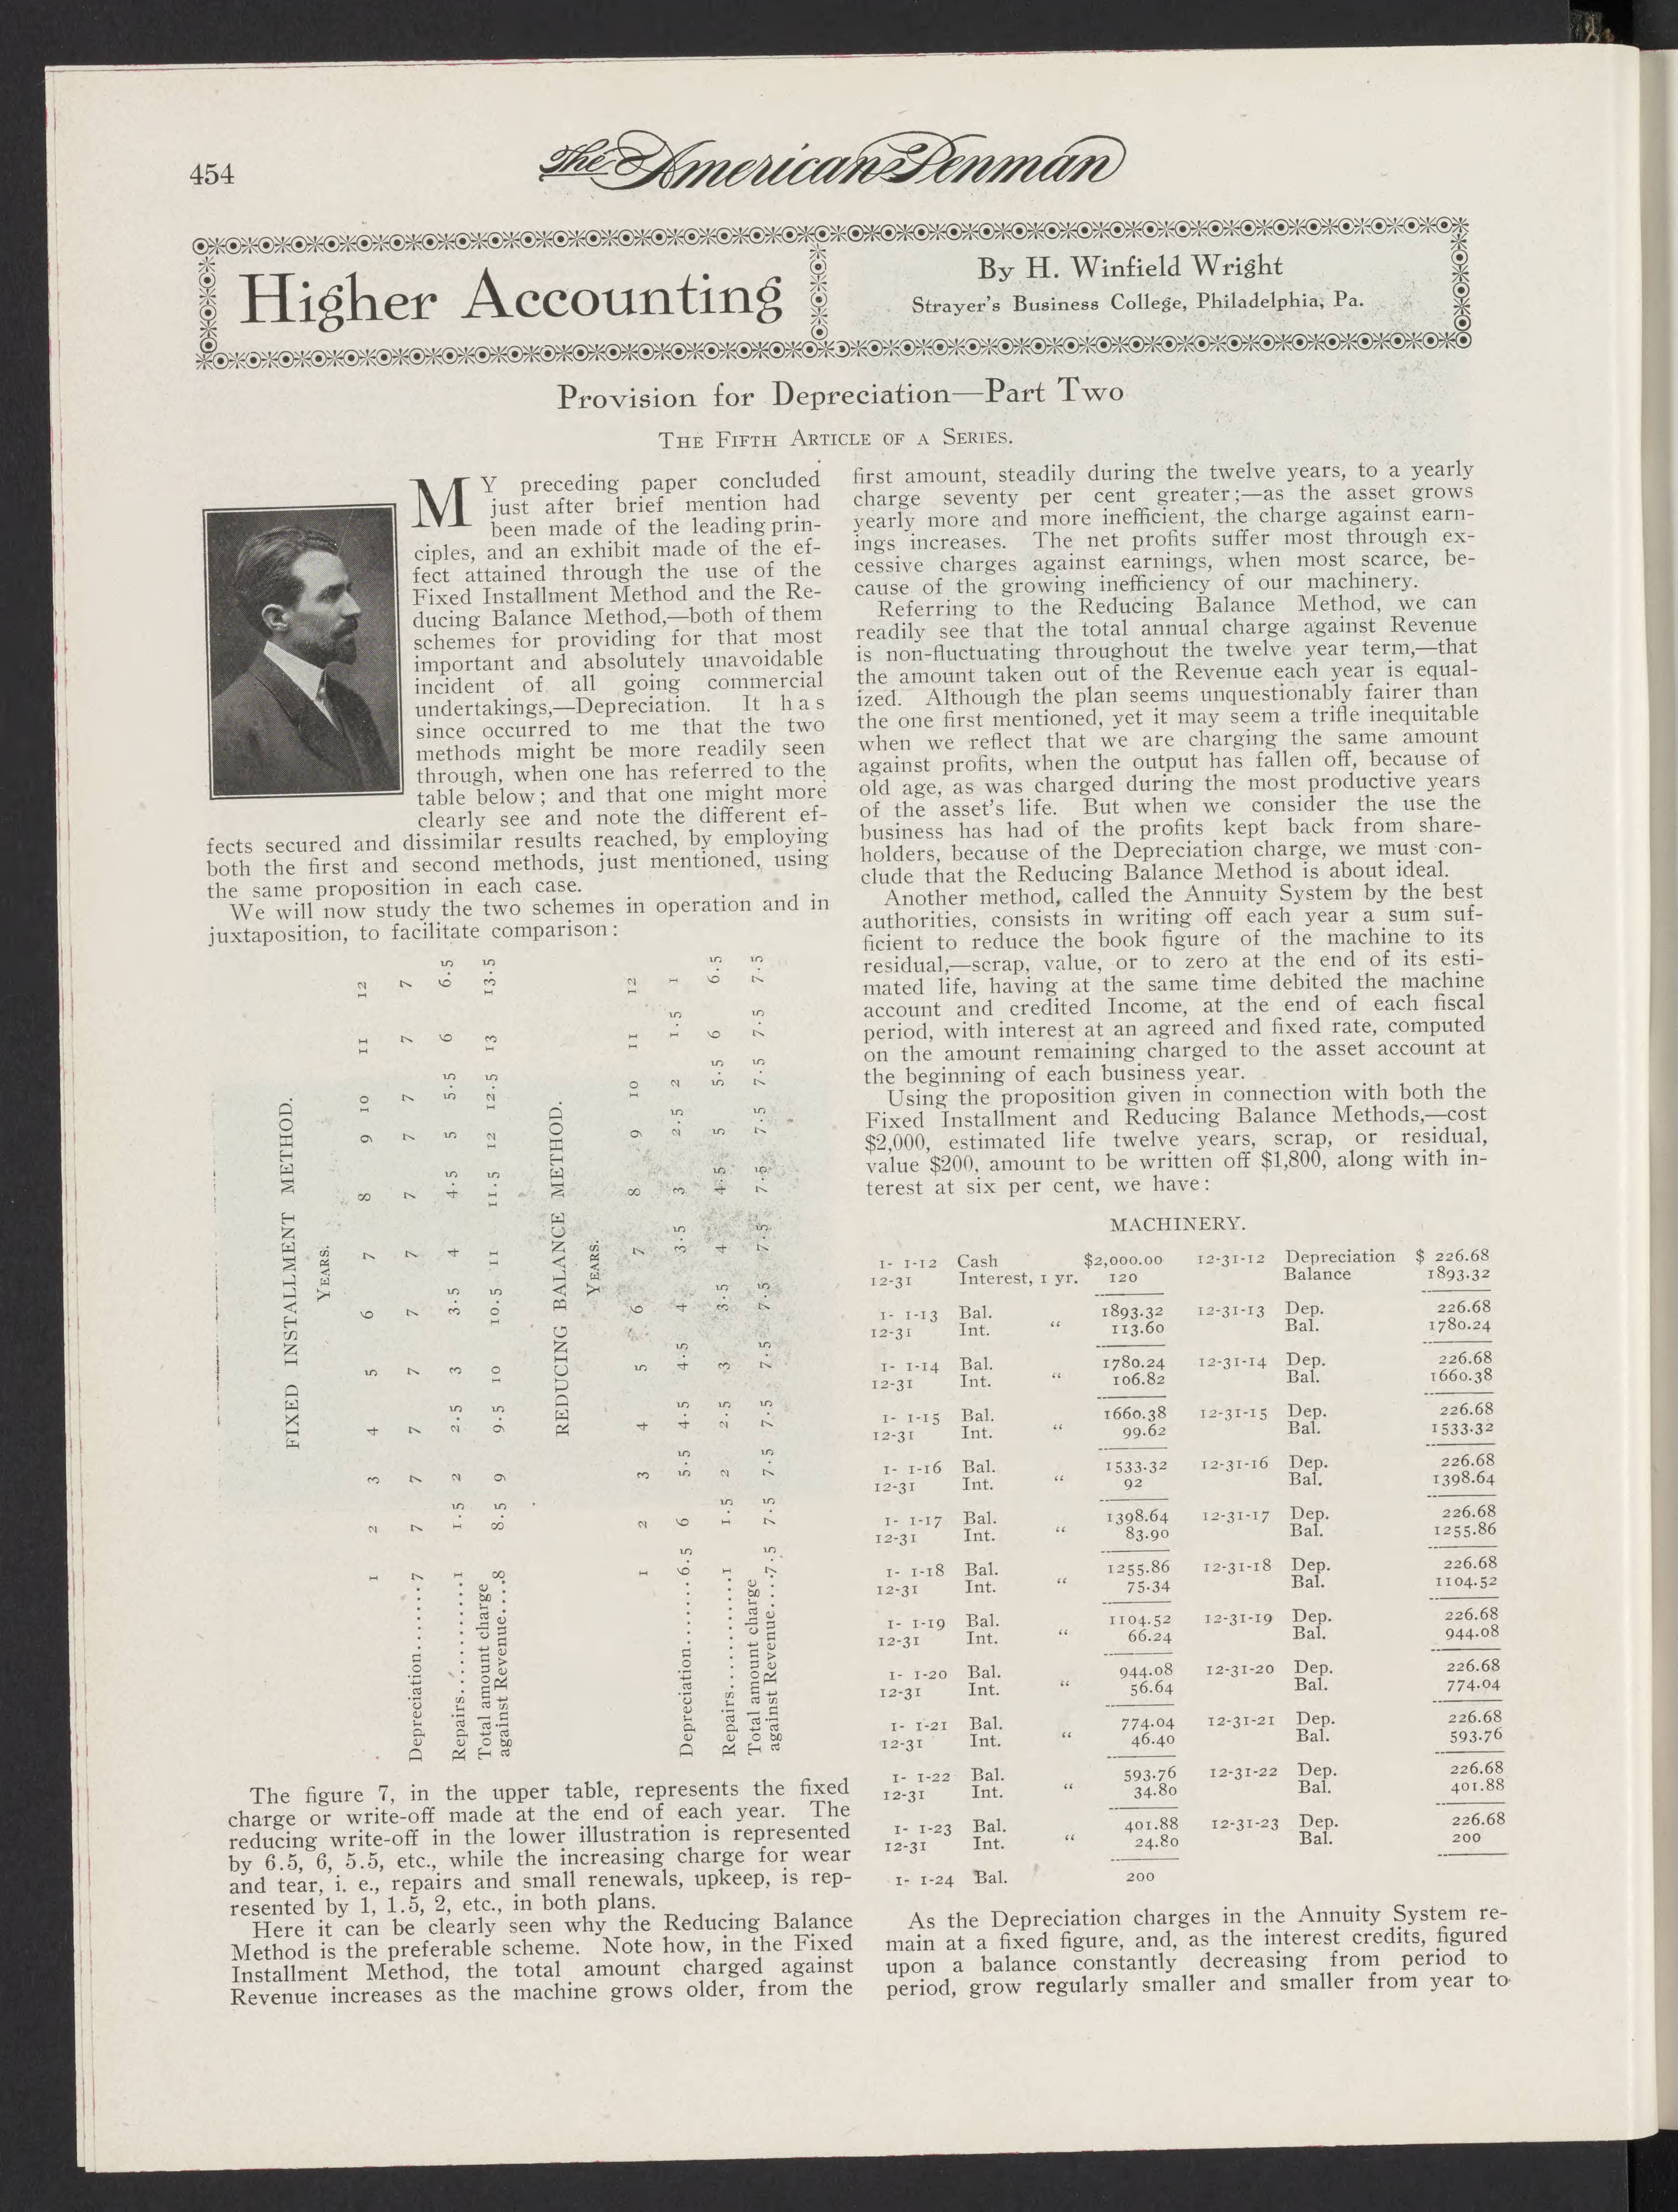 454
The American Penman
Higher Accounting
By H. Winfield Wright
Strayer's Business College, Philadelphia, Pa.
Provision for Depreciation—Part Two
THE FIFTH ARTICLE OF A SERIES.
MY preceding paper concluded
just after brief mention had
been made of the leading prin-
ciples, and an exhibit made of the ef-
fect attained through the use of the
Fixed Installment Method and the Re-
ducing Balance Method,—both of them
schemes for providing for that most
important and absolutely unavoidable
incident of all going commercial
undertakings,—Depreciation. It has
since occurred to me that the two
methods might be more readily seen
through, when one has referred to the
table below; and that one might more
clearly see and note the different ef-
fects secured and dissimilar results reached, by employing
both the first and second methods, just mentioned, using
the same proposition in each case.
We will now study the two schemes in operation and in
juxtaposition, to facilitate comparison:
FIXED INSTALLMENT METHOD.
YEARS.
1 2 3 4 5 6 7 8 9 10 11 12
Depreciation.......7 7 7 7 7 7 7 7 7 7 7 7
Repairs...........1 1.5 2 2.5 3 3.5 4 4.5 5 5.5 6 6.5
Total amount charge
against Revenue....8 8.5 9 9.5 10 10.5 11 11.5 12 12.5 13 13.5
REDUCING BALANCE METHOD.
YEARS.
1 2 3 4 5 6 7 8 9 10 11 12
Depreciation.......6.5 6 5.5 4.5 4.5 4 3.5 3 2.5 2 1.5 1
Repairs...........1 1.5 2 2.5 3 3.5 4 4.5 5 5.5 6 6.5
Total amount charge
against Revenue....7.5 7.5 7.5 7.5 7.5 7.5 7.5 7.5 7.5 7.5 7.5 7.5
The figure 7, in the upper table, represents the fixed
charge or write-off made at the end of each year. The
reducing write-off in the lower illustration is represented
by 6.5, 6, 5.5, etc., while the increasing charge for wear
and tear, i. e., repairs and small renewals, upkeep, is rep-
resented by 1, 1.5, 2, etc., in both plans.
Here it can be clearly seen why the Reducing Balance
Method is the preferable scheme. Note how, in the Fixed
Installment Method, the total amount charged against
Revenue increases as the machine grows older, from the
first amount, steadily during the twelve years, to a yearly
charge seventy per cent greater;—as the asset grows
yearly more and more inefficient, the charge against earn-
ings increases. The net profits suffer most through ex-
cessive charges against earnings, when most scarce, be-
cause of the growing inefficiency of our machinery.
Referring to the Reducing Balance Method, we can
readily see that the total annual charge against Revenue
is non-fluctuating throughout the twelve year term,—that
the amount taken out of the Revenue each year is equal-
ized. Although the plan seems unquestionably fairer than
the one first mentioned, yet it may seem a trifle inequitable
when we reflect that we are charging the same amount
against profits, when the output has fallen off, because of
old age, as was charged during the most productive years
of the asset's life. But when we consider the use the
business has had of the profits kept back from share-
holders, because of the Depreciation charge, we must con-
clude that the Reducing Balance Method is about ideal.
Another method, called the Annuity System by the best
authorities, consists in writing off each year a sum suf-
ficient to reduce the book figure of the machine to its
residual,—scrap, value, or to zero at the end of its esti-
mated life, having at the same time debited the machine
account and credited Income, at the end of each fiscal
period, with interest at an agreed and fixed rate, computed
on the amount remaining charged to the asset account at
the beginning of each business year.
Using the proposition given in connection with both the
Fixed Installment and Reducing Balance Methods,—cost
$2,000, estimated life twelve years, scrap, or residual,
value $200, amount to be written off $1,800, along with in-
terest at six per cent, we have:
MACHINERY.
1- 1-12 Cash $2,000.00 12-31-12 Depreciation $ 226.68
12-31 Interest, 1 yr. 120 Balance 1893.32
1- 1-13 Bal. 1893.32 12-31-13 Dep. 226.68
12-31 Int. " 113.60 Bal. 1780.24
1- 1-14 Bal. 1780.24 12-31-14 Dep. 226.68
12-31 Int. " 106.82 Bal. 1660.38
1- 1-15 Bal. 1660.38 12-31-15 Dep. 226.68
12-31 Int. " 99.62 Bal. 1533.32
1- 1-16 Bal. 1533.32 12-31-16 Dep. 226.68
12-31 Int. " 92 Bal. 1398.64
1- 1-17 Bal. 1398.64 12-31-17 Dep. 226.68
12-31 Int. " 83.90 Bal. 1255.86
1- 1-18 Bal. 1255.86 12-31-18 Dep. 226.68
12-31 Int. " 75.34 Bal. 1104.52
1- 1-19 Bal. 1104.52 12-31-19 Dep. 226.68
12-31 Int. " 66.24 Bal. 944.08
1- 1-20 Bal. 944.08 12-31-20 Dep. 226.68
12-31 Int. " 56.64 Bal. 774.04
1- 1-21 Bal. 774.04 12-31-21 Dep. 226.68
12-31 Int. " 46.40 Bal. 593.76
1- 1-22 Bal. 593.76 12-31-22 Dep. 226.68
12-31 Int. " 34.80 Bal. 401.88
1- 1-23 Bal. 401.88 12-31-23 Dep. 226.68
12-31 Int. " 24.80 Bal. 200
1- 1-24 Bal. 200
As the Depreciation charges in the Annuity System re-
main at a fixed figure, and, as the interest credits, figured
upon a balance constantly decreasing from period to
period, grow regularly smaller and smaller from year to